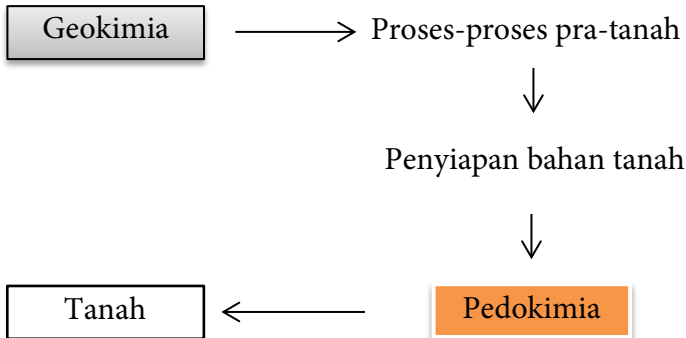 Geokimia
Proses-proses pra-tanah
Penyiapan bahan tanah
Pedokimia
Tanah